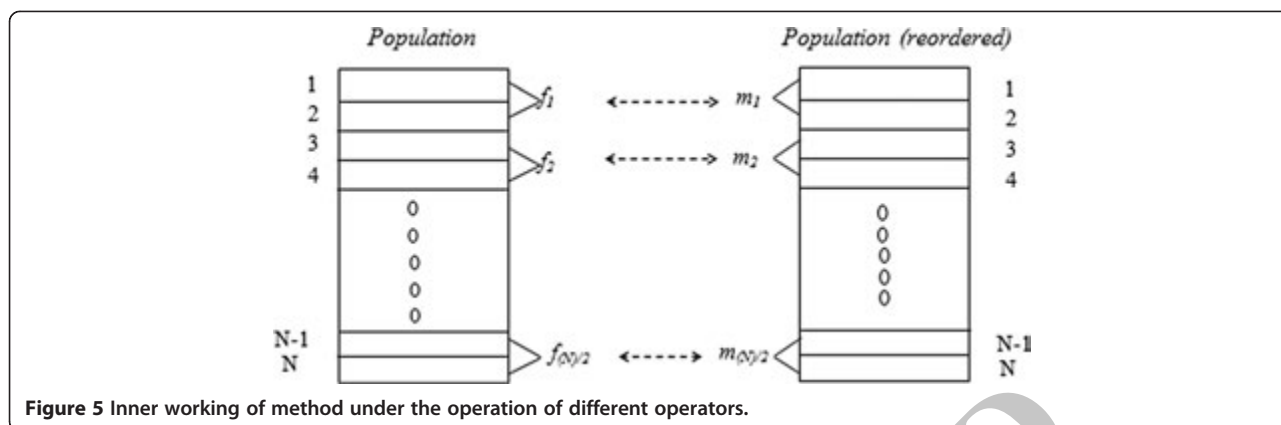 Population Population (reordered)
1 f1 m1 1
2 2
3 f2 m2 3
4 4
0 0
0 0
0 0
0 0
0 0
N-1 N-1
f(N)/2 m(N)/2
N N
Figure 5 Inner working of method under the operation of different operators.